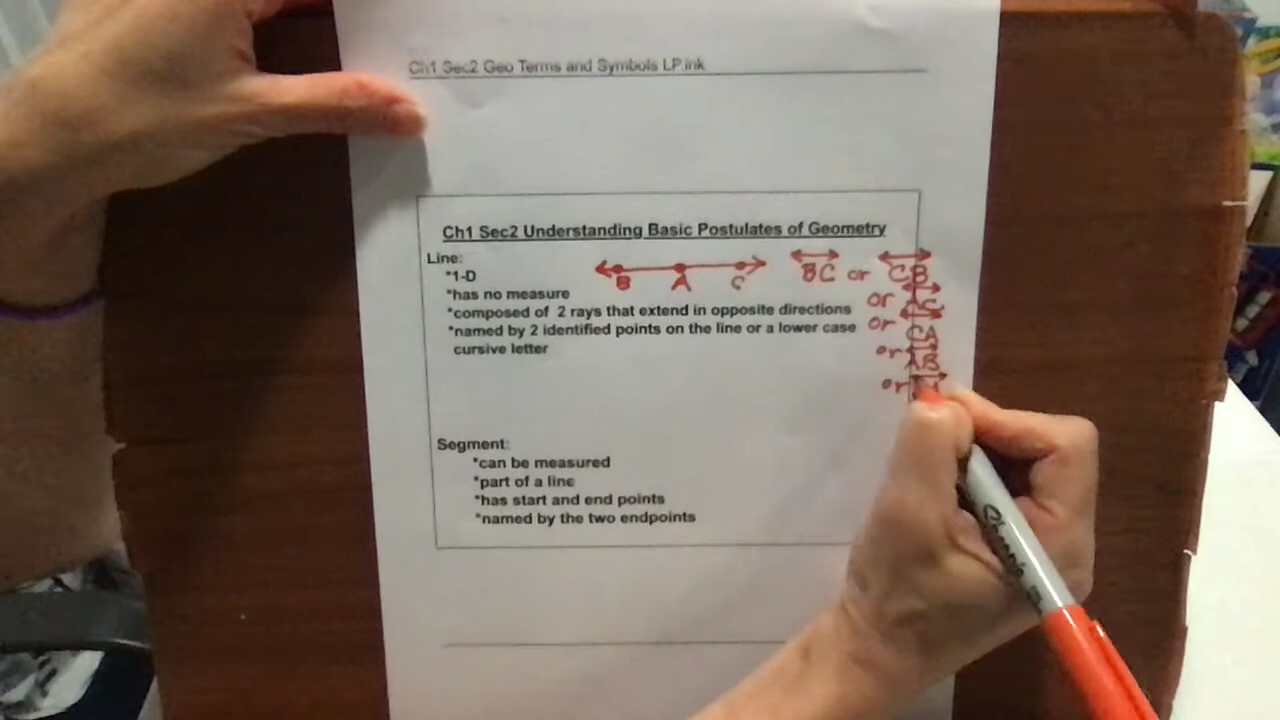 Ch1 Sec2 Geo Terms and Symbols LP.ink
Ch1 Sec2 Understanding Basic Postulates of Geometry
Line:
*1-D
*has no measure
*composed of 2 rays that extend in opposite directions
*named by 2 identified points on the line or a lower case
cursive letter
B A C
BC or CB
or AC
or CA
or AB
or
Segment:
*can be measured
*part of a line
*has start and end points
*named by the two endpoints
Sharpie